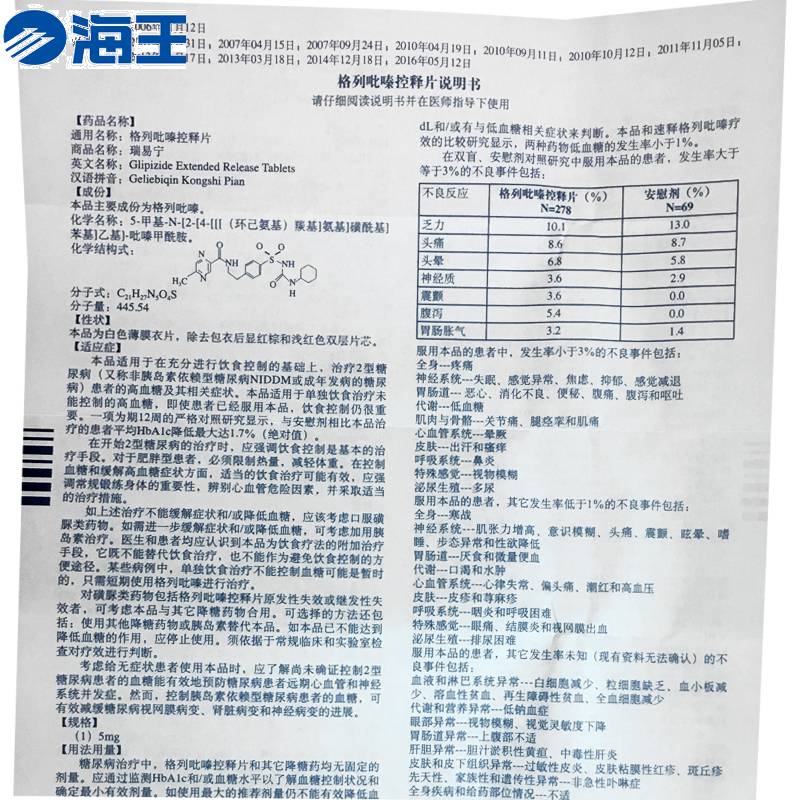 海王
2006年
月12日
31日；2007年04月15日；2007年09月24日；2010年04月19日；2010年09月11日；2010年10月12日；2011年11月05日；
17日；2013年03月18日；2014年12月18日；2016年05月12日
格列吡嗪控释片说明书
请仔细阅读说明书并在医师指导下使用
【药品名称】
通用名称：格列吡嗪控释片
商品名称：瑞易宁
英文名称：Glipizide Extended Release Tablets
汉语拼音：Geliebiqin Kongshi Pian
【成份】
本品主要成份为格列吡嗪。
化学名称：5-甲基-N-[2-[4-[[[（环己氨基）羰基]氨基]磺酰基]
苯基]乙基]-吡嗪甲酰胺。
化学结构式：
H₃C N N O NH O O S NH O N H
分子式：C₂₁H₂₇N₅O₄S
分子量：445.54
【性状】
本品为白色薄膜衣片，除去包衣后显红棕和浅红色双层片芯。
【适应症】
本品适用于在充分进行饮食控制的基础上，治疗2型糖
尿病（又称非胰岛素依赖型糖尿病NIDDM或成年发病的糖尿
病）患者的高血糖及其相应症状。本品适用于单独饮食治疗未
能控制的高血糖，即使患者已经服用本品，饮食控制仍很重
要。一项为期12周的严格对照研究显示，与安慰剂相比本品治
疗的患者平均HbA1c降低最大达1.7%（绝对值）。
在开始2型糖尿病的治疗时，应强调饮食控制是基本的治
疗手段。对于肥胖型患者，必须限制热量，减轻体重。在控制
血糖和缓解高血糖症状方面，适当的饮食治疗可能有效，应强
调常规锻练身体的重要性，辨别心血管危险因素，并采取适当
的治疗措施。
如上述治疗不能缓解症状和/或降低血糖，应该考虑口服磺
脲类药物。如需进一步缓解症状和/或降低血糖，可考虑加用胰
岛素治疗。医生和患者均应认识到本品为饮食疗法的附加治疗
手段，它既不能替代饮食治疗，也不能作为避免饮食控制的方
便途径。某些病例中，单独饮食治疗不能控制血糖可能是暂时
的，只需短期使用格列吡嗪进行治疗。
对磺脲类药物包括格列吡嗪控释片原发性失效或继发性失
效者，可考虑本品与其它降糖药物合用。可选择的方法还包
括：使用其他降糖药物或胰岛素替代本品。如本品已不能达到
降低血糖的作用，应停止使用。须依据于常规临床和实验室检
查对疗效进行判断。
考虑给无症状患者使用本品时，应了解尚未确证控制2型
糖尿病患者的血糖能有效地预防糖尿病患者远期心血管和神经
系统并发症。然而，控制胰岛素依赖型糖尿病患者的血糖，可
有效减缓糖尿病视网膜病变、肾脏病变和神经病变的进展。
【规格】
（1）5mg
【用法用量】
糖尿病治疗中，格列吡嗪控释片和其它降糖药均无固定的
剂量。应通过监测HbA1c和/或血糖水平以了解血糖控制状况和
确定最小有效剂量。如使用最大的推荐剂量仍不能有效降低血
dL和/或有与低血糖相关症状来判断。本品和速释格列吡嗪疗
效的比较研究显示，两种药物低血糖的发生率小于1%。
在双盲、安慰剂对照研究中服用本品的患者，发生率大于
等于3%的不良事件包括：
不良反应 格列吡嗪控释片（%） N=278 安慰剂（%） N=69
乏力 10.1 13.0
头痛 8.6 8.7
头晕 6.8 5.8
神经质 3.6 2.9
震颤 3.6 0.0
腹泻 5.4 0.0
胃肠胀气 3.2 1.4
服用本品的患者中，发生率小于3%的不良事件包括：
全身---疼痛
神经系统---失眠、感觉异常、焦虑、抑郁、感觉减退
胃肠道--- 恶心、消化不良、便秘、腹痛、腹泻和呕吐
代谢---低血糖
肌肉与骨骼---关节痛、腿痉挛和肌痛
心血管系统---晕厥
皮肤---出汗和瘙痒
呼吸系统---鼻炎
特殊感觉---视物模糊
泌尿生殖---多尿
服用本品的患者，其它发生率低于1%的不良事件包括：
全身---寒战
神经系统---肌张力增高、意识模糊、头痛、震颤、眩晕、嗜
睡、步态异常和性欲降低
胃肠道---厌食和微量便血
代谢---口渴和水肿
心血管系统---心律失常、偏头痛、潮红和高血压
皮肤---皮疹和荨麻疹
呼吸系统---咽炎和呼吸困难
特殊感觉---眼痛、结膜炎和视网膜出血
泌尿生殖---排尿困难
服用本品的患者，其它发生率未知（现有资料无法确认）的不
良事件包括：
血液和淋巴系统异常---白细胞减少、粒细胞缺乏、血小板减
少、溶血性贫血、再生障碍性贫血、全血细胞减少
代谢和营养异常---低钠血症
眼部异常---视物模糊、视觉灵敏度下降
胃肠道异常---上腹部不适
肝胆异常---胆汁淤积性黄疸、中毒性肝炎
皮肤和皮下组织异常---过敏性皮炎、皮肤粘膜性红疹、斑丘疹
先天性、家族性和遗传性异常---非急性卟啉症
全身疾病和给药部位情况---不适